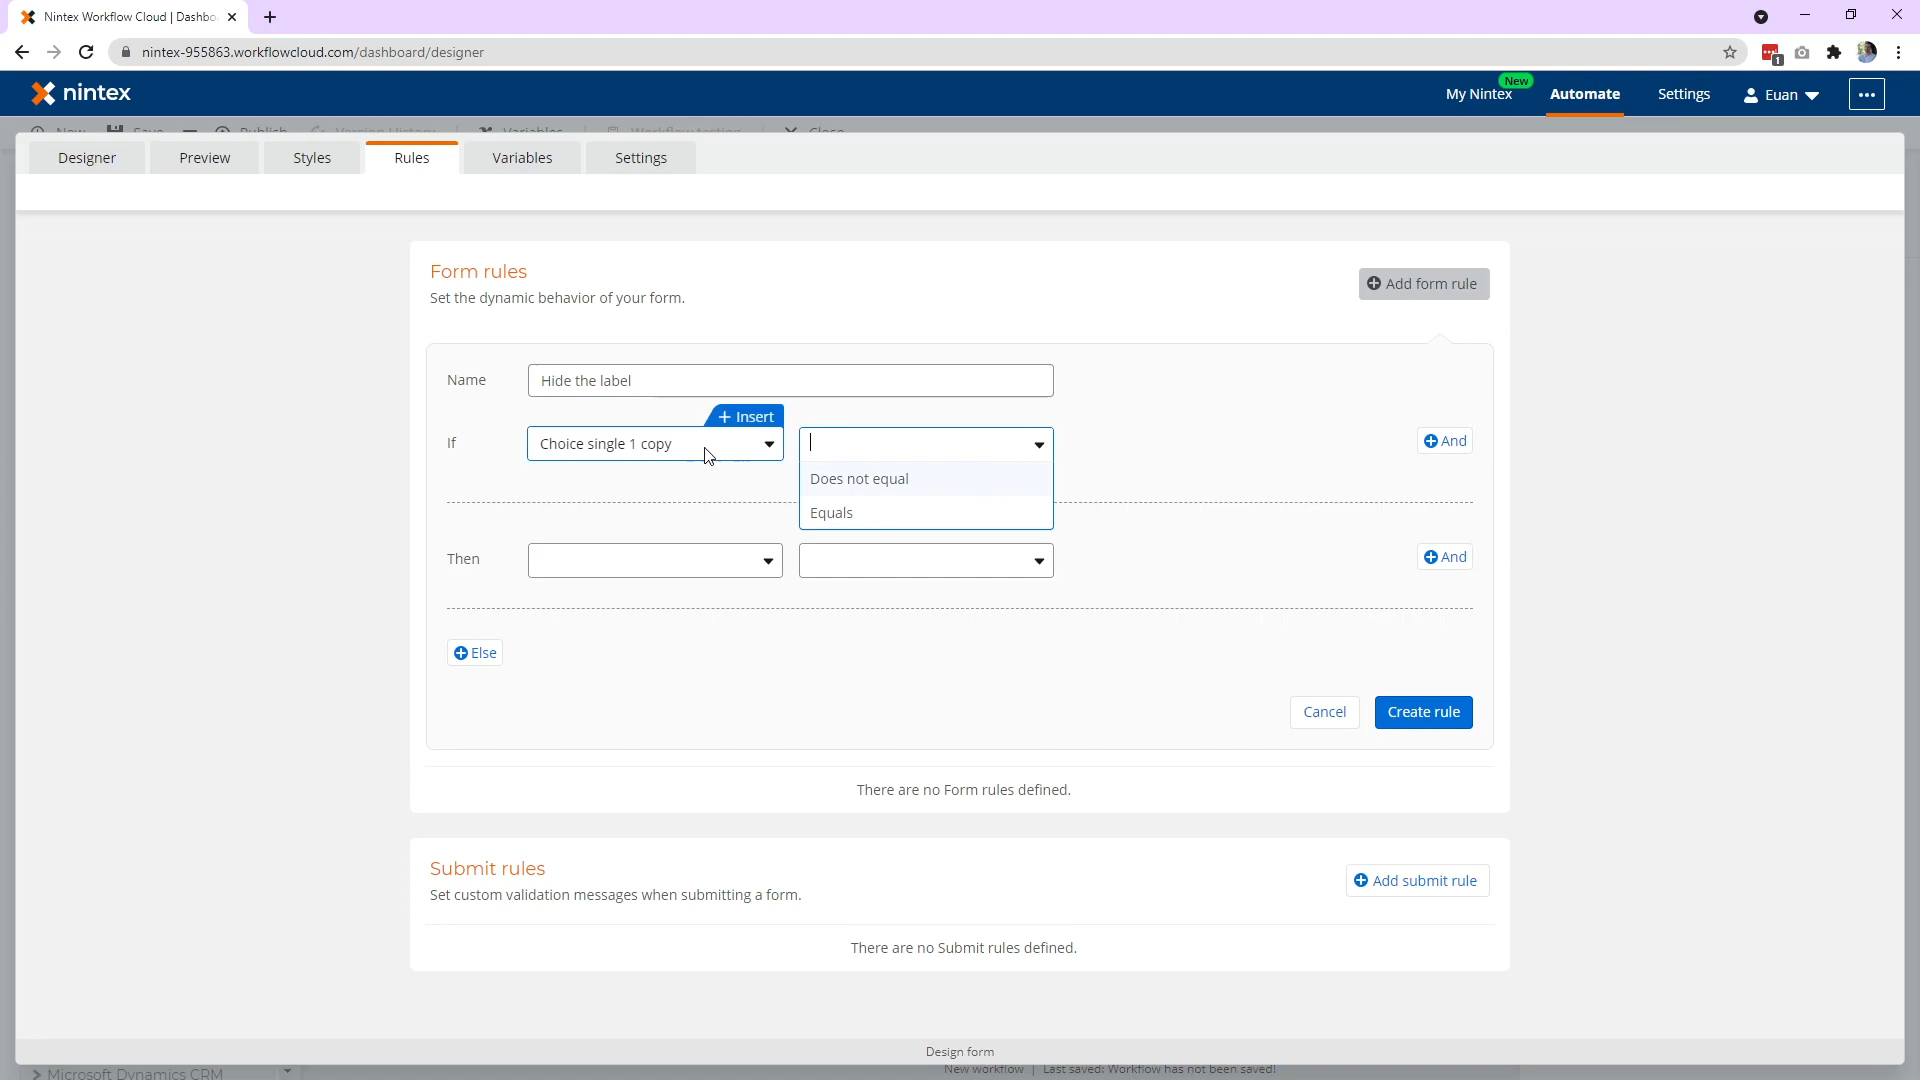 Nintex Workflow Cloud | Dashbo
nintex-955863.workflowcloud.com/dashboard/designer
1
nintex
My Nintex
New
Automate
Settings
Euan
New
Save
Publish
Version History
Variables
Workflow testing
Close
Designer
Preview
Styles
Rules
Variables
Settings
Form rules
Set the dynamic behavior of your form.
Add form rule
Name
Hide the label
Insert
If
Choice single 1 copy
And
Does not equal
Equals
Then
And
Else
Cancel
Create rule
There are no Form rules defined.
Submit rules
Set custom validation messages when submitting a form.
Add submit rule
There are no Submit rules defined.
Design form
Microsoft Dynamics CRM
New workflow | Last saved: Workflow has not been saved!